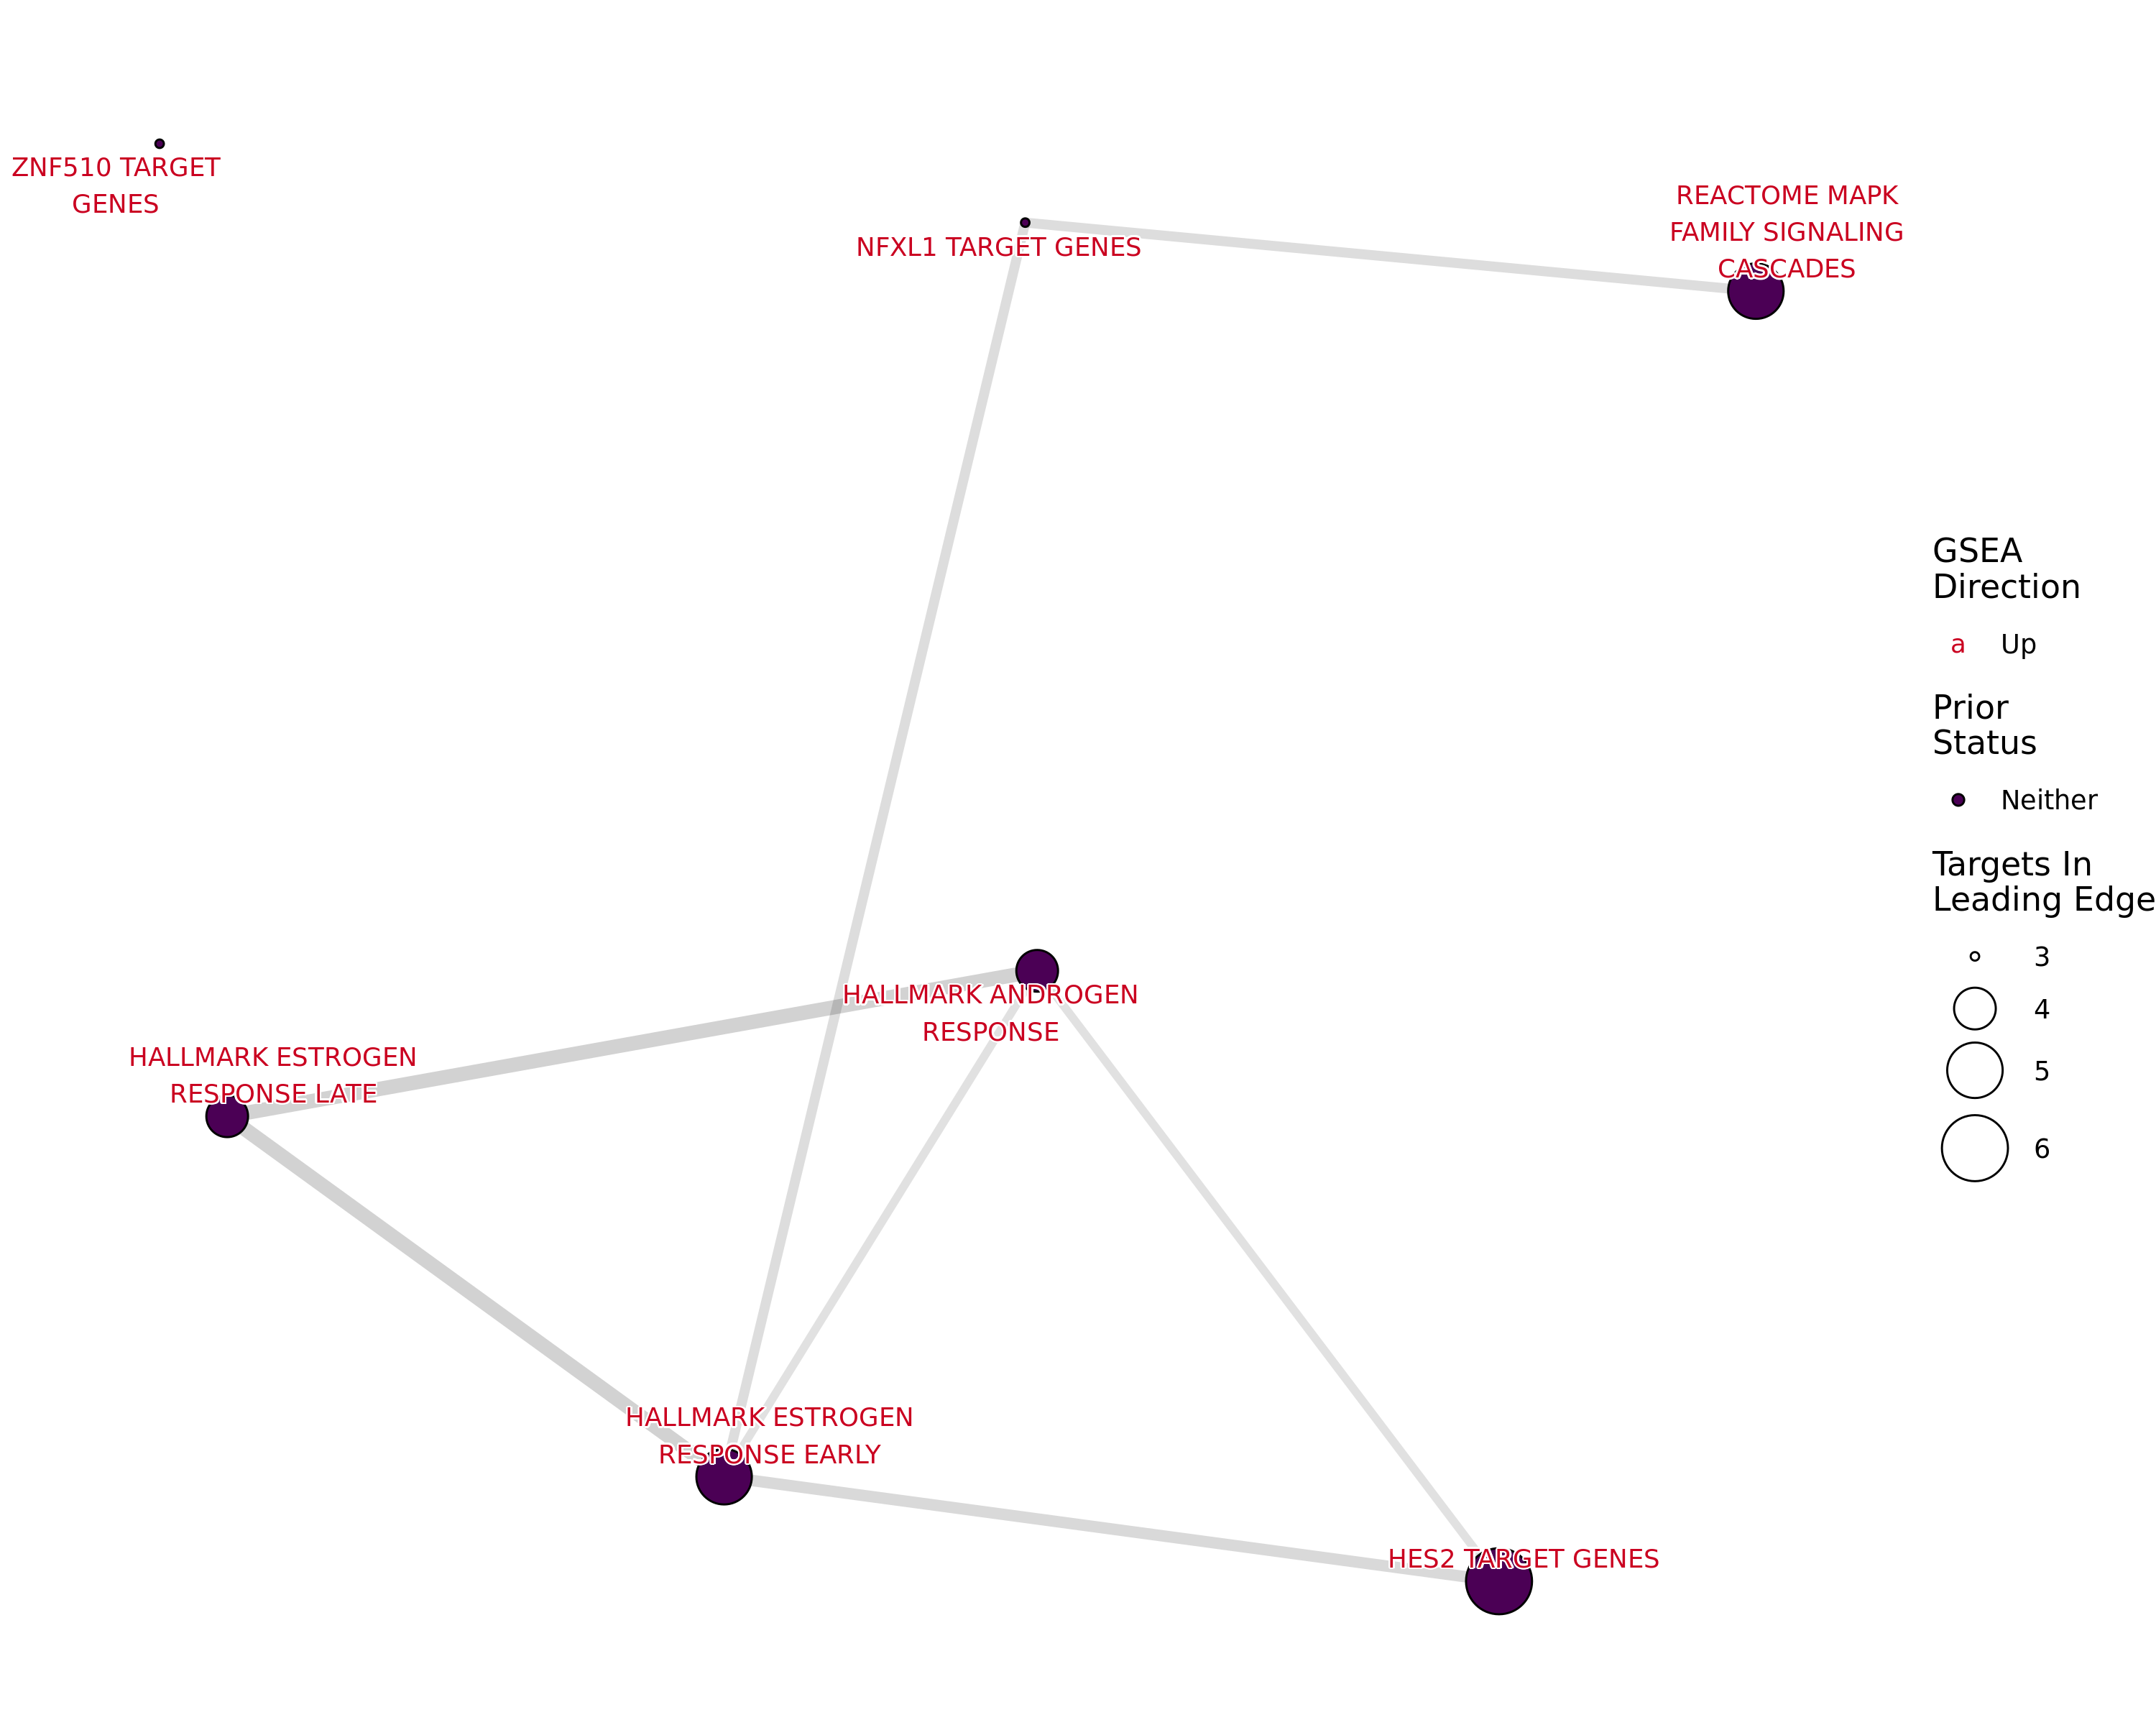 ZNF510 TARGET
GENES
NFXL1 TARGET GENES
REACTOME MAPK
FAMILY SIGNALING
CASCADES
HALLMARK ANDROGEN
RESPONSE
HALLMARK ESTROGEN
RESPONSE LATE
HALLMARK ESTROGEN
RESPONSE EARLY
HES2 TARGET GENES
GSEA
Direction
a Up
Prior
Status
Neither
Targets In
Leading Edge
3
4
5
6